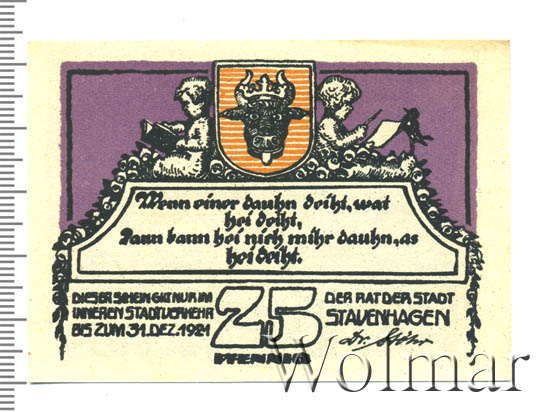 Wenn einer dauhn deiht, wat
hei deiht,
Dann kann hei nich mihr dauhn, as
hei deiht.
DIESER SCHEIN GILT NUR IM
INNEREN STADTVERKEHR
BIS ZUM 31. DEZ. 1921
25
PFENNIG
DER RAT DER STADT
STAVENHAGEN
Wolmar